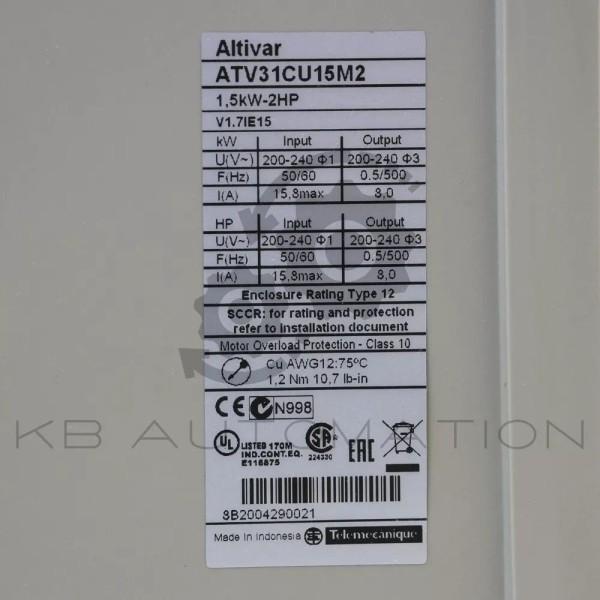 Altivar
ATV31CU15M2
1,5kW-2HP
V1.7IE15
kW Input Output
U(V~) 200-240 Φ1 200-240 Φ3
F(Hz) 50/60 0.5/500
I(A) 15,8max 8,0
HP Input Output
U(V~) 200-240 Φ1 200-240 Φ3
F(Hz) 50/60 0.5/500
I(A) 15,8max 8,0
Enclosure Rating Type 12
SCCR: for rating and protection
refer to installation document
Motor Overload Protection - Class 10
Cu AWG12:75ºC
1,2 Nm 10,7 lb-in
CE N998
KB AUTOMATION
UL LISTED 170M
IND.CONT.EQ.
E116875
SA
224330
EAC
8B2004290021
Made in Indonesia Telemecanique